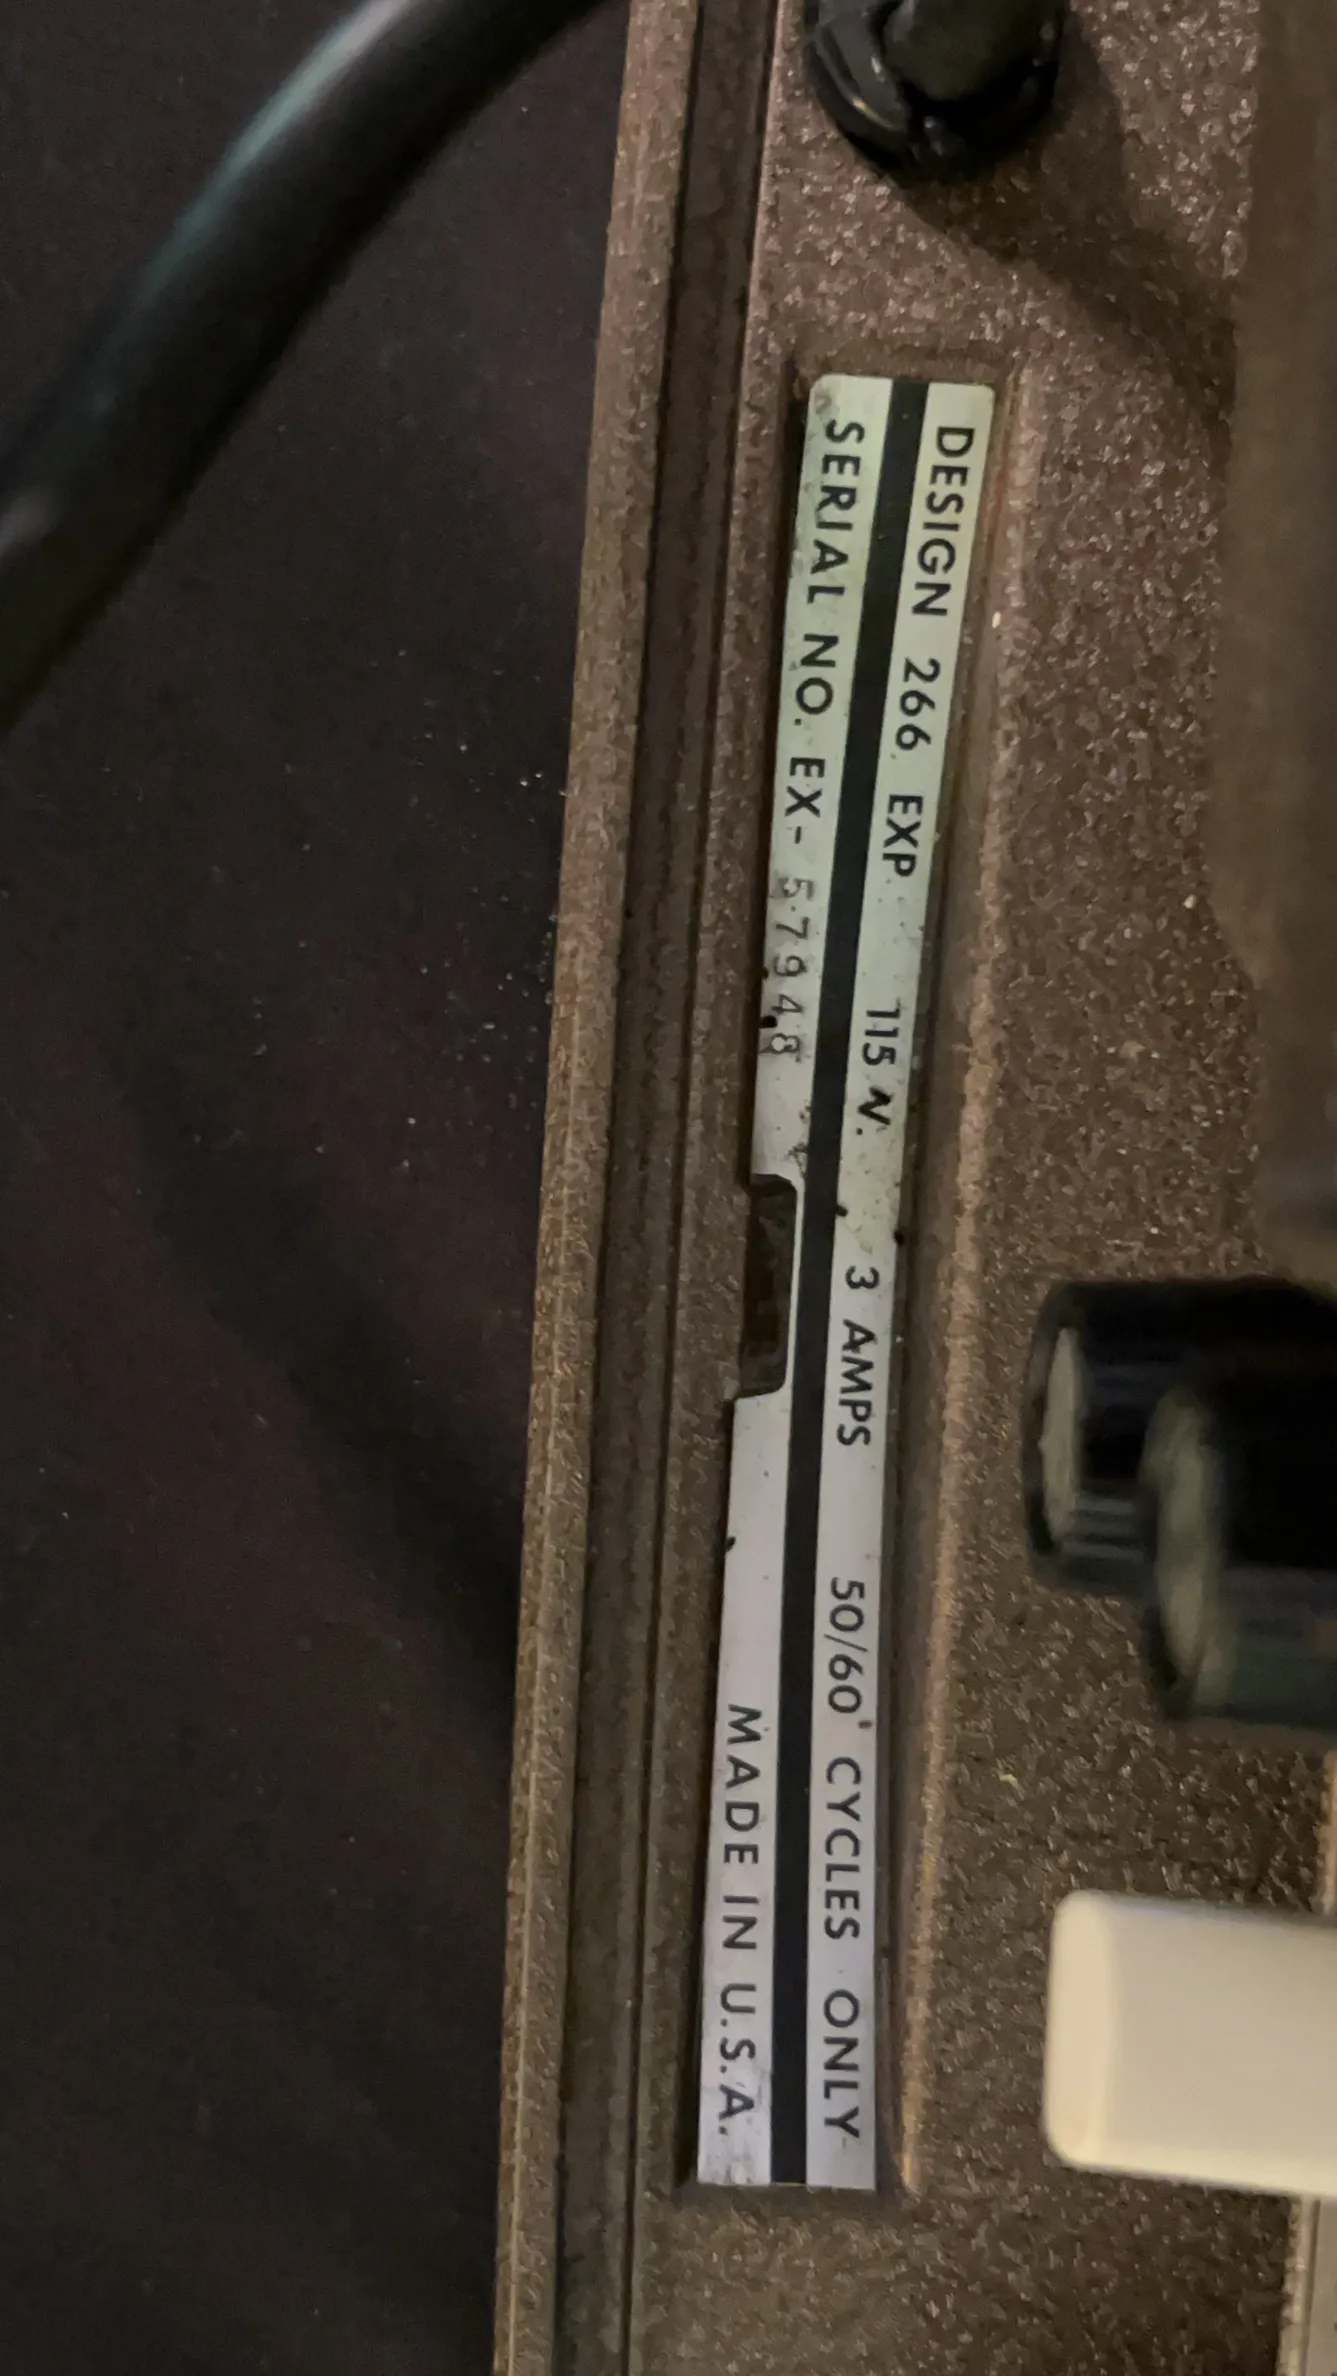 DESIGN 266 EXP 115 V. 3 AMPS 50/60 CYCLES ONLY
SERIAL NO. EX- 57948 MADE IN U.S.A.